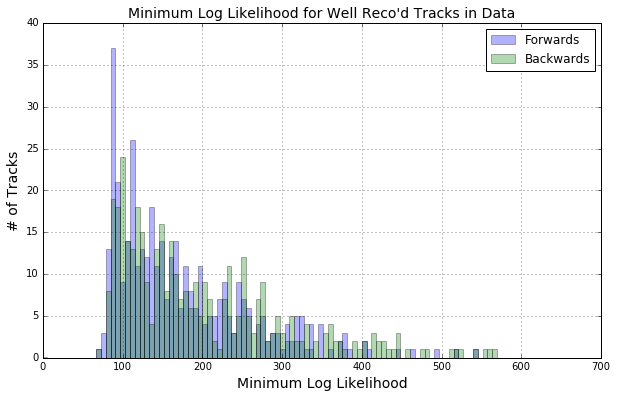 Minimum Log Likelihood for Well Reco'd Tracks in Data
Forwards
Backwards
# of Tracks
40
35
30
25
20
15
10
5
0
0 100 200 300 400 500 600 700
Minimum Log Likelihood